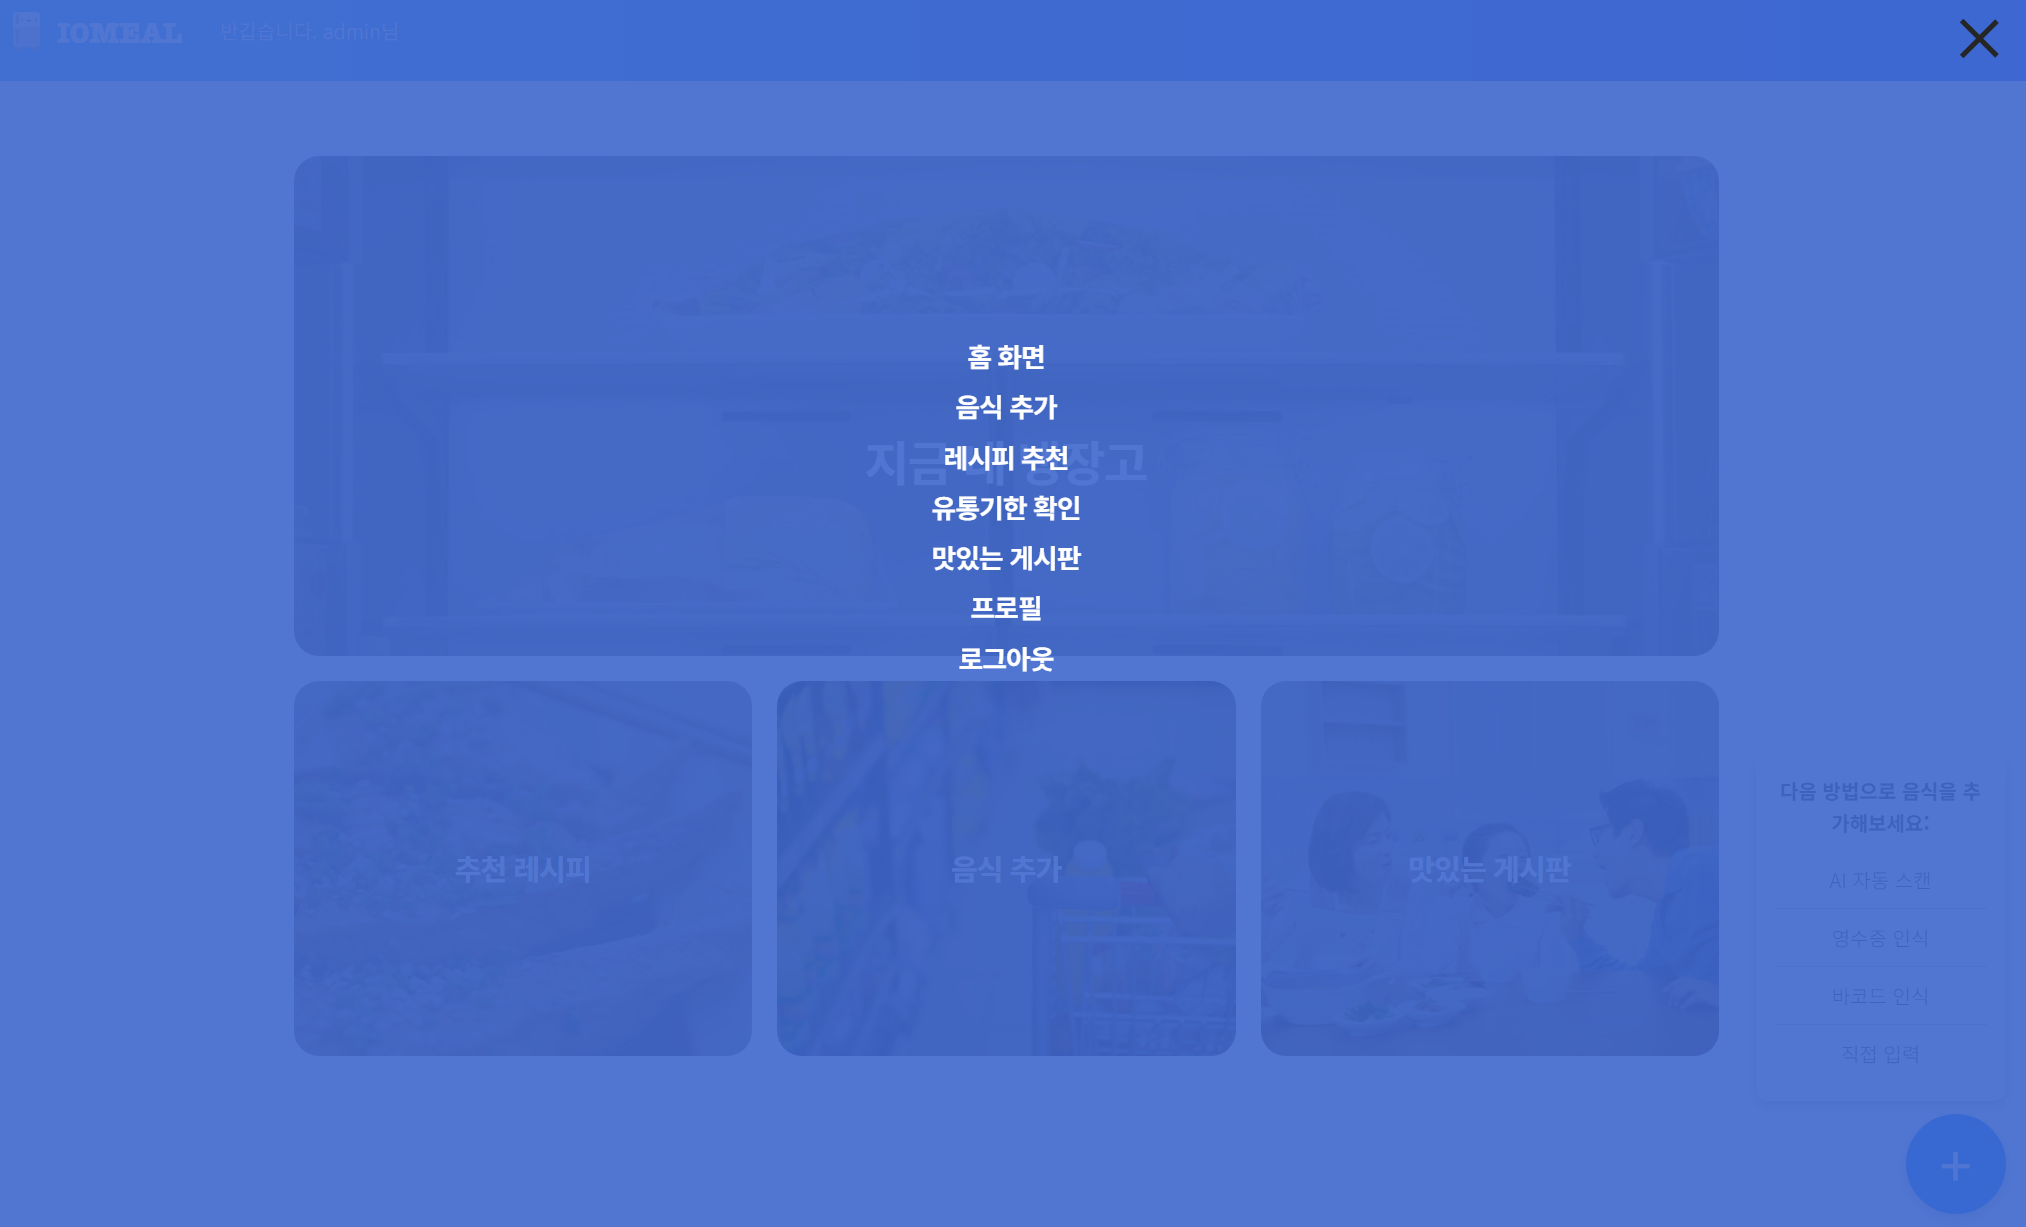 IOMEAL
반갑습니다. admin님
홈 화면
음식 추가
레시피 추천
유통기한 확인
맛있는 게시판
프로필
로그아웃
지금 내 냉장고
추천 레시피
음식 추가
맛있는 게시판
다음 방법으로 음식을 추
가해보세요:
AI 자동 스캔
영수증 인식
바코드 인식
직접 입력
+